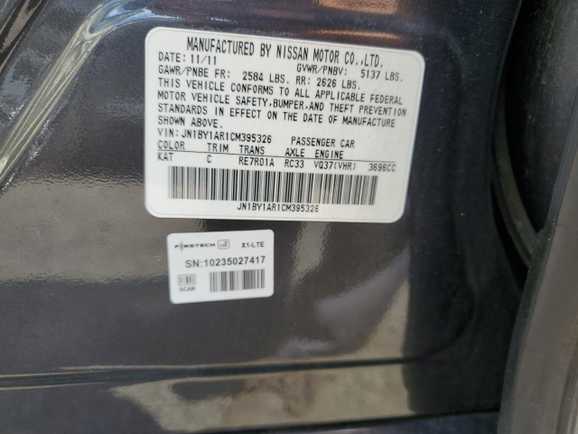 MANUFACTURED BY NISSAN MOTOR CO.,LTD.
DATE: 11/11 GVWR/PNBV: 5137 LBS.
GAWR/PNBE FR: 2584 LBS. RR: 2626 LBS.
THIS VEHICLE CONFORMS TO ALL APPLICABLE FEDERAL
MOTOR VEHICLE SAFETY,BUMPER,AND THEFT PREVENTION
STANDARDS IN EFFECT ON THE DATE OF MANUFACTURE
SHOWN ABOVE.
VIN: JN1BY1AR1CM395326 PASSENGER CAR
COLOR TRIM TRANS AXLE ENGINE
KAT C RE7R01A RC33 VQ37(VHR) 3696CC
JN1BY1AR1CM395326
FIRSTECH X1-LTE
SN:10235027417
SCAN